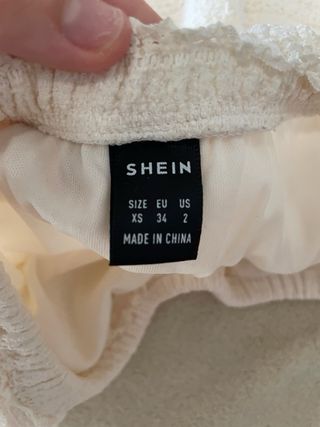 SHEIN
SIZE EU US
XS 34 2
MADE IN CHINA